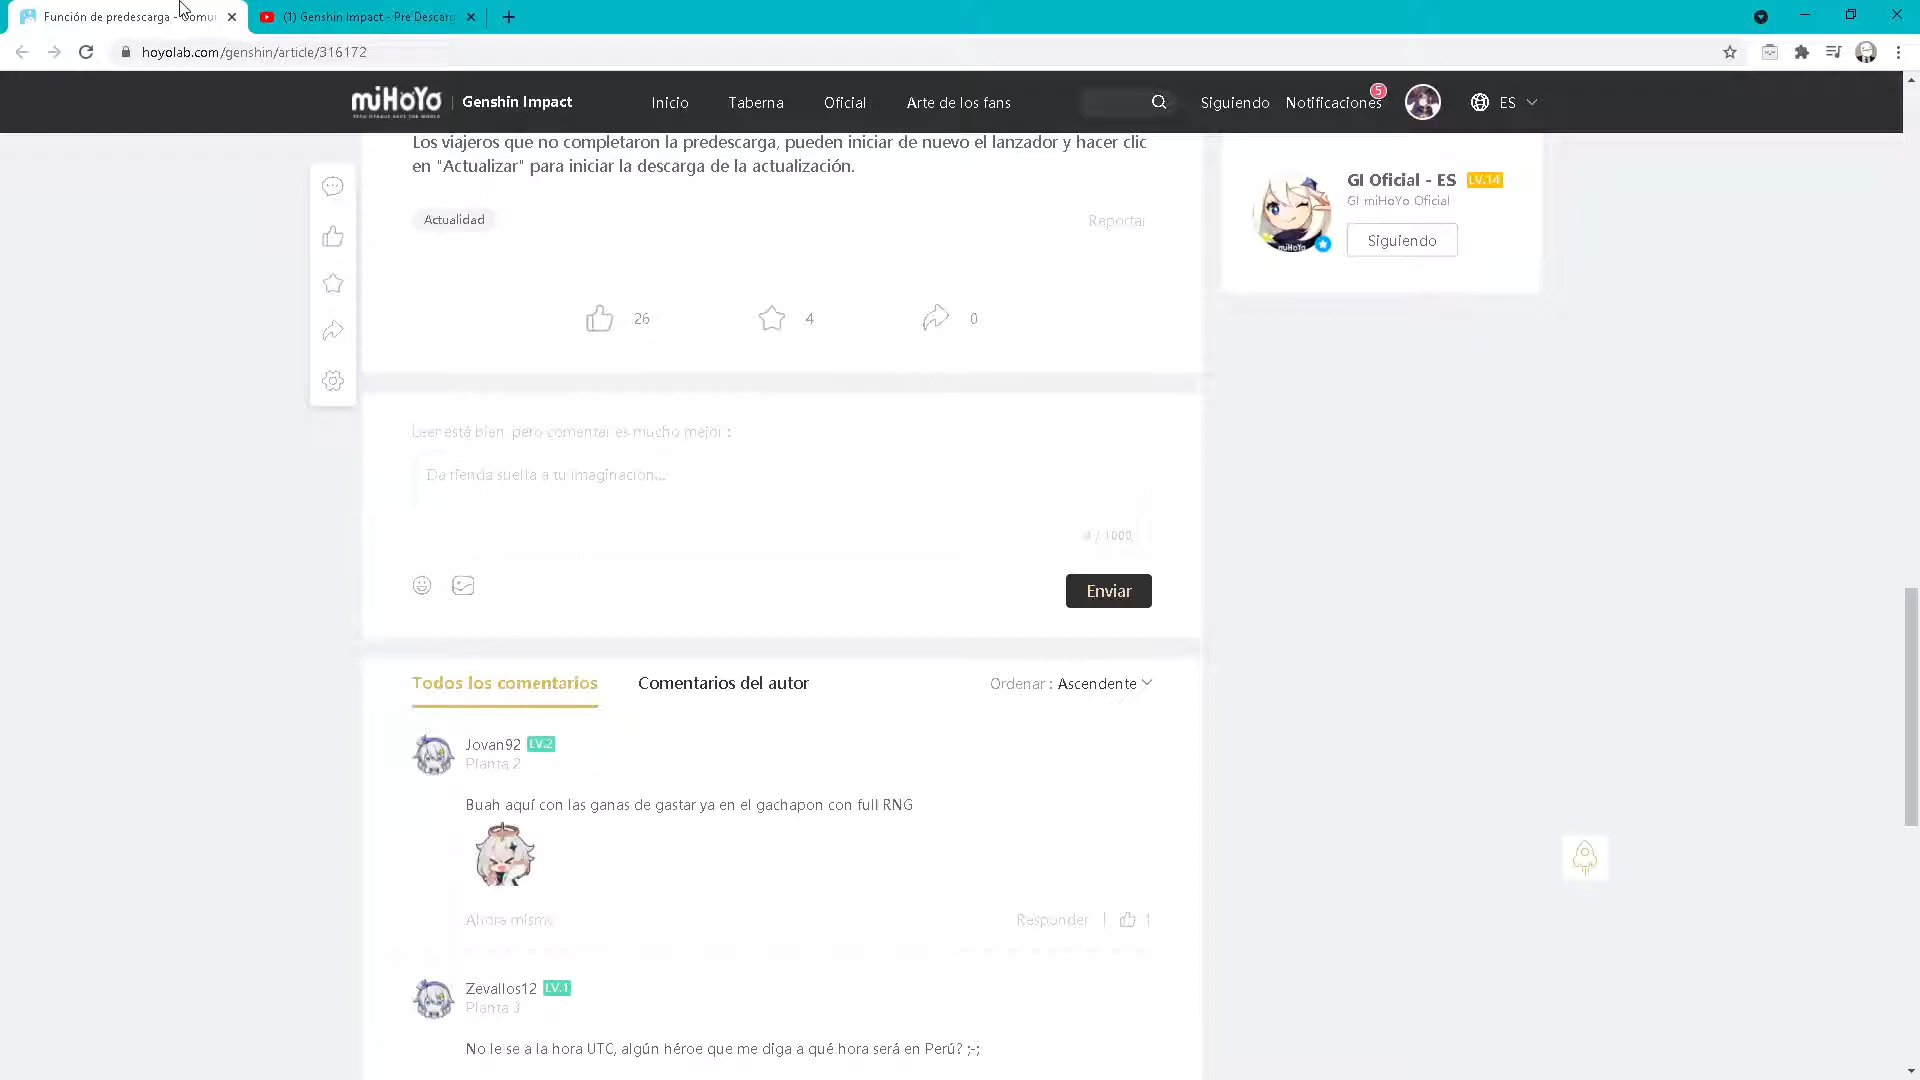 Función de predescarga - Comu
(1) Genshin Impact - Pre Descarg
hoyolab.com/genshin/article/316172
miHoYo
TECH OTAKUS SAVE THE WORLD
Genshin Impact
Inicio
Taberna
Oficial
Arte de los fans
Siguiendo
Notificaciones
5
ES
Los viajeros que no completaron la predescarga, pueden iniciar de nuevo el lanzador y hacer clic
en "Actualizar" para iniciar la descarga de la actualización.
Actualidad
Reportar
GI Oficial - ES LV.14
GI miHoYo Oficial
miHoYo
Siguiendo
26
4
0
Leer está bien, pero comentar es mucho mejor :
Da rienda suelta a tu imaginación...
0 / 1000
Enviar
Todos los comentarios
Comentarios del autor
Ordenar : Ascendente
Jovan92 LV.2
Planta 2
Buah aquí con las ganas de gastar ya en el gachapon con full RNG
Ahora mismo
Responder | 1
Zevallos12 LV.1
Planta 3
No le se a la hora UTC, algún héroe que me diga a qué hora será en Perú? ;-;